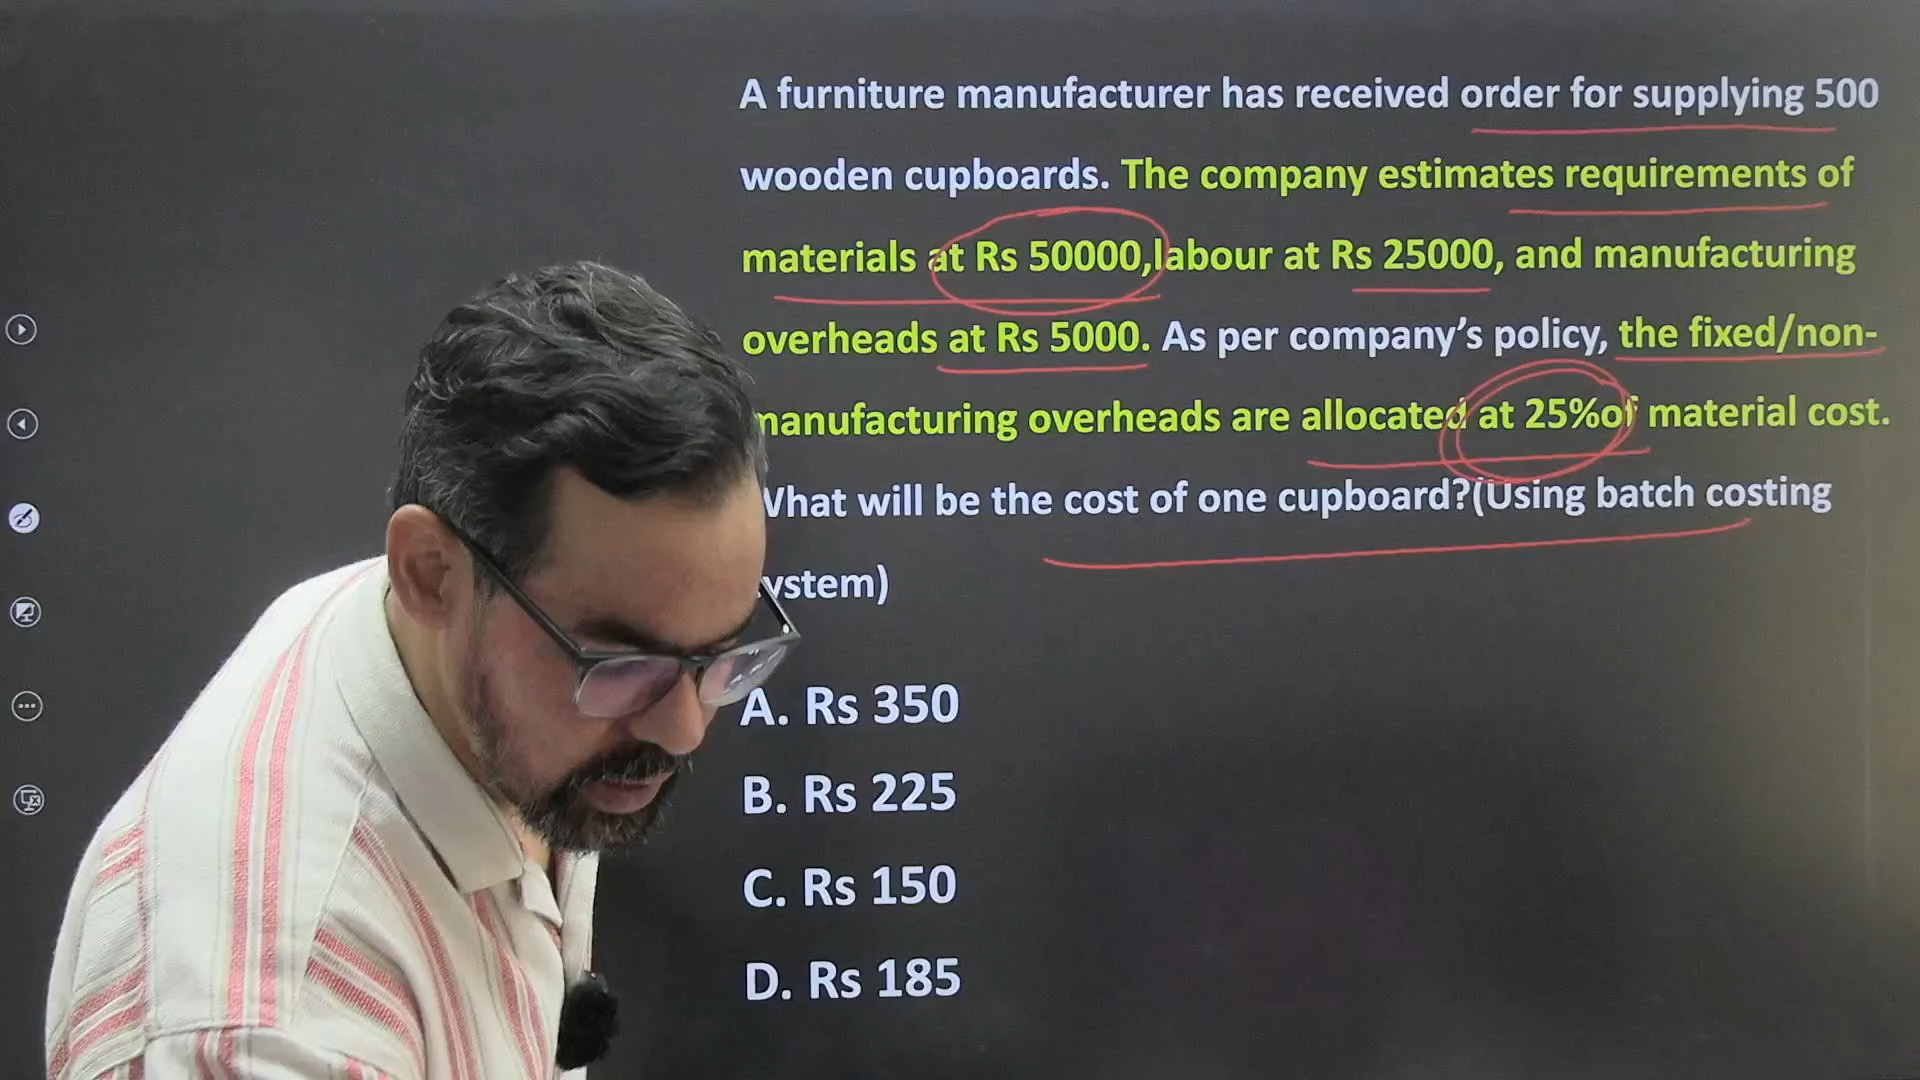 A furniture manufacturer has received order for supplying 500
wooden cupboards. The company estimates requirements of
materials at Rs 50000,labour at Rs 25000, and manufacturing
overheads at Rs 5000. As per company’s policy, the fixed/non-
manufacturing overheads are allocated at 25%of material cost.
What will be the cost of one cupboard?(Using batch costing
system)
A. Rs 350
B. Rs 225
C. Rs 150
D. Rs 185